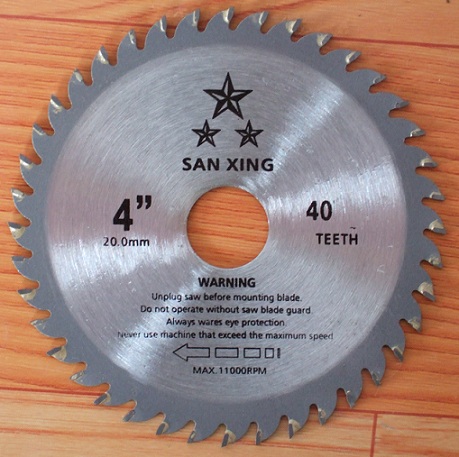 SAN XING
4” 40
20.0mm TEETH
WARNING
Unplug saw before mounting blade.
Do not operate without saw blade guard.
Always wares eye protection.
Never use machine that exceed the maximum speed
MAX.11000RPM